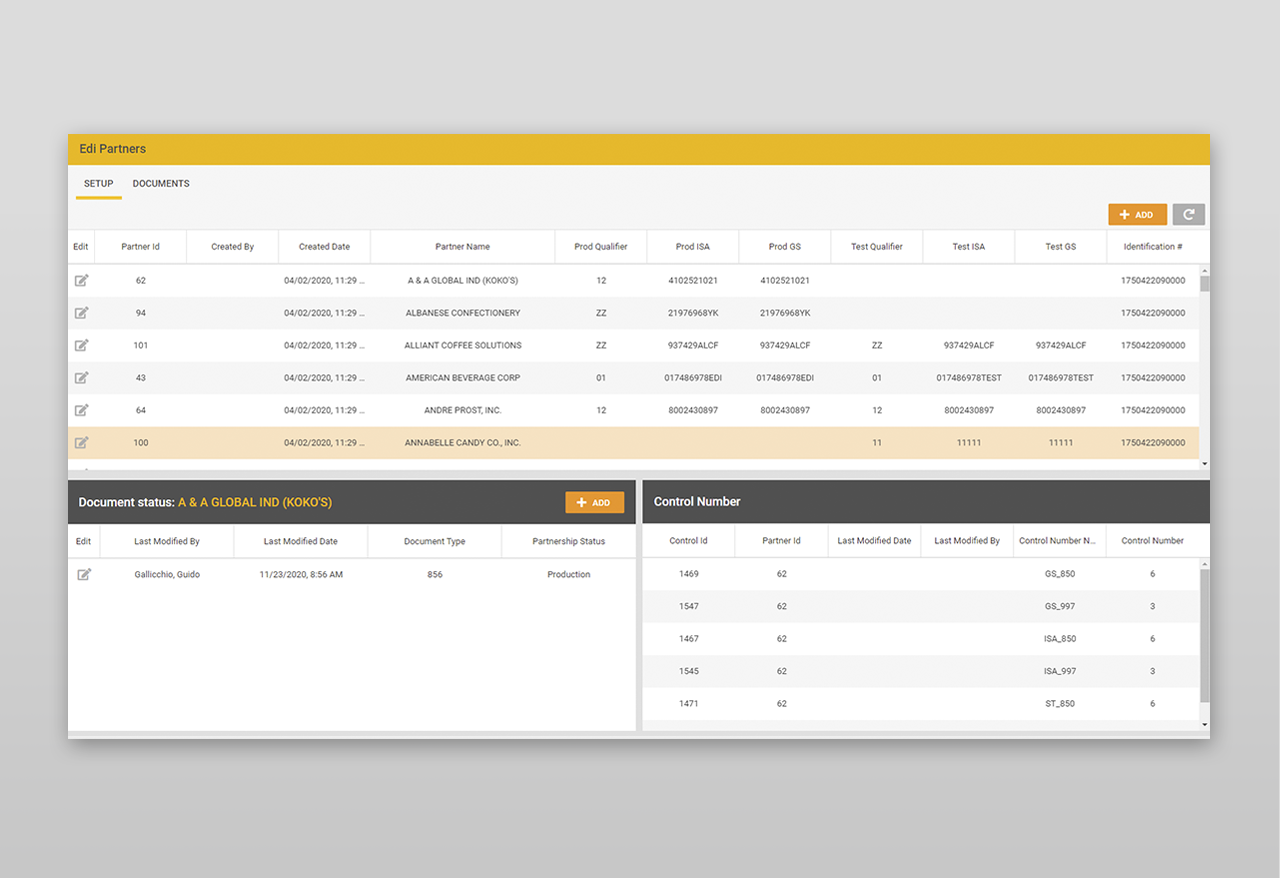 Edi Partners
SETUP DOCUMENTS
ADD
Edit Partner Id Created By Created Date Partner Name Prod Qualifier Prod ISA Prod GS Test Qualifier Test ISA Test GS Identification #
62 04/02/2020, 11:29 ... A & A GLOBAL IND (KOKO'S) 12 4102521021 4102521021 1750422090000
94 04/02/2020, 11:29 ... ALBANESE CONFECTIONERY ZZ 21976968YK 21976968YK 1750422090000
101 04/02/2020, 11:29 ... ALLIANT COFFEE SOLUTIONS ZZ 937429ALCF 937429ALCF ZZ 937429ALCF 937429ALCF 1750422090000
43 04/02/2020, 11:29 ... AMERICAN BEVERAGE CORP 01 017486978EDI 017486978EDI 01 017486978TEST 017486978TEST 1750422090000
64 04/02/2020, 11:29 ... ANDRE PROST, INC. 12 8002430897 8002430897 12 8002430897 8002430897 1750422090000
100 04/02/2020, 11:29 ... ANNABELLE CANDY CO., INC. 11 11111 11111 1750422090000
Document status: A & A GLOBAL IND (KOKO'S) ADD
Edit Last Modified By Last Modified Date Document Type Partnership Status
Gallicchio, Guido 11/23/2020, 8:56 AM 856 Production
Control Number
Control Id Partner Id Last Modified Date Last Modified By Control Number N... Control Number
1469 62 GS_850 6
1547 62 GS_997 3
1467 62 ISA_850 6
1545 62 ISA_997 3
1471 62 ST_850 6